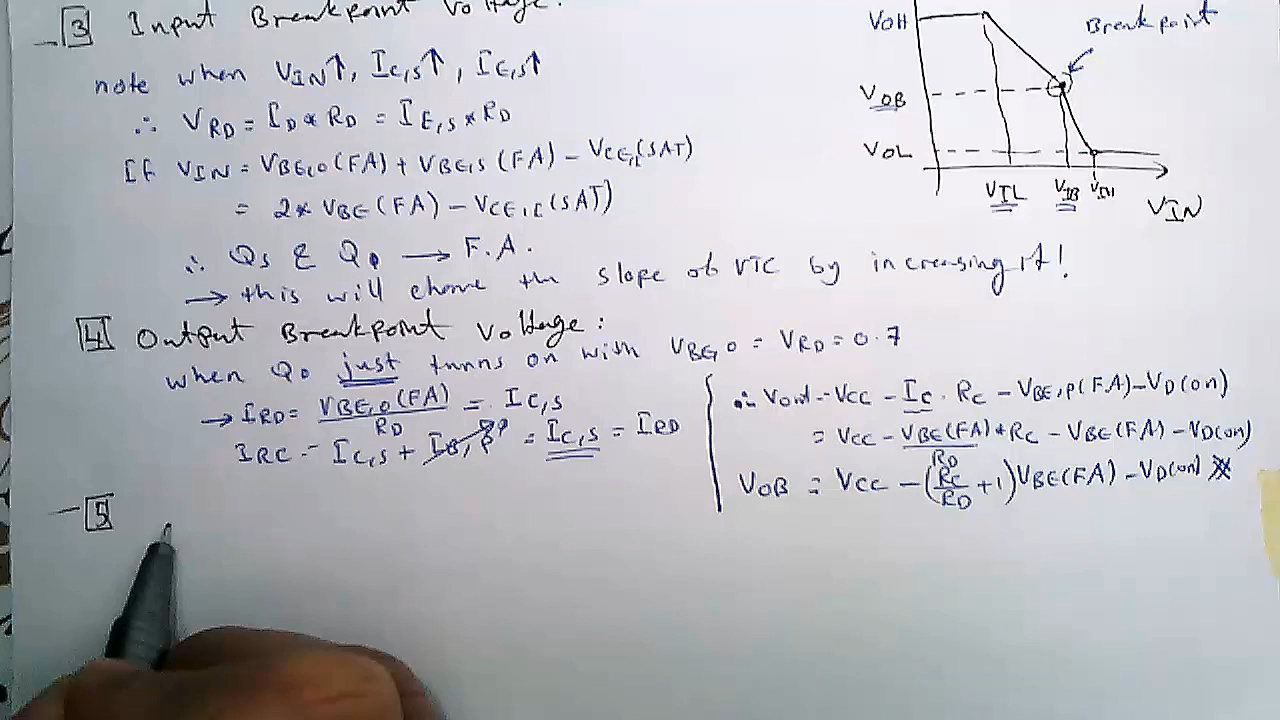 3 Input Breakpoint Voltage:
note when VIN↑, IC,S↑, IE,S↑
∴ VRD = ID * RD = IE,S * RD
If VIN = VBE,O(FA) + VBE,S(FA) - VCE,I(SAT)
= 2* VBE(FA) - VCE,I(SAT)
∴ QS & QO → F.A.
→ this will change the slope of VTC by increasing it!
4 Output Breakpoint Voltage:
when QO just turns on with VBE,O = VRD = 0.7
→ IRD = VBE,O(FA)/RD = IC,S
IRC = IC,S + IB,P = IC,S = IRD
∴ Vout = VCC - IC · RC - VBE,P(FA) - VD(on)
= VCC - VBE(FA)/RD * RC - VBE(FA) - VD(on)
VOB = VCC - (RC/RD + 1) VBE(FA) - VD(on)
5
VOH
Breakpoint
VOB
VOL
VIL VIB VIH
VIN